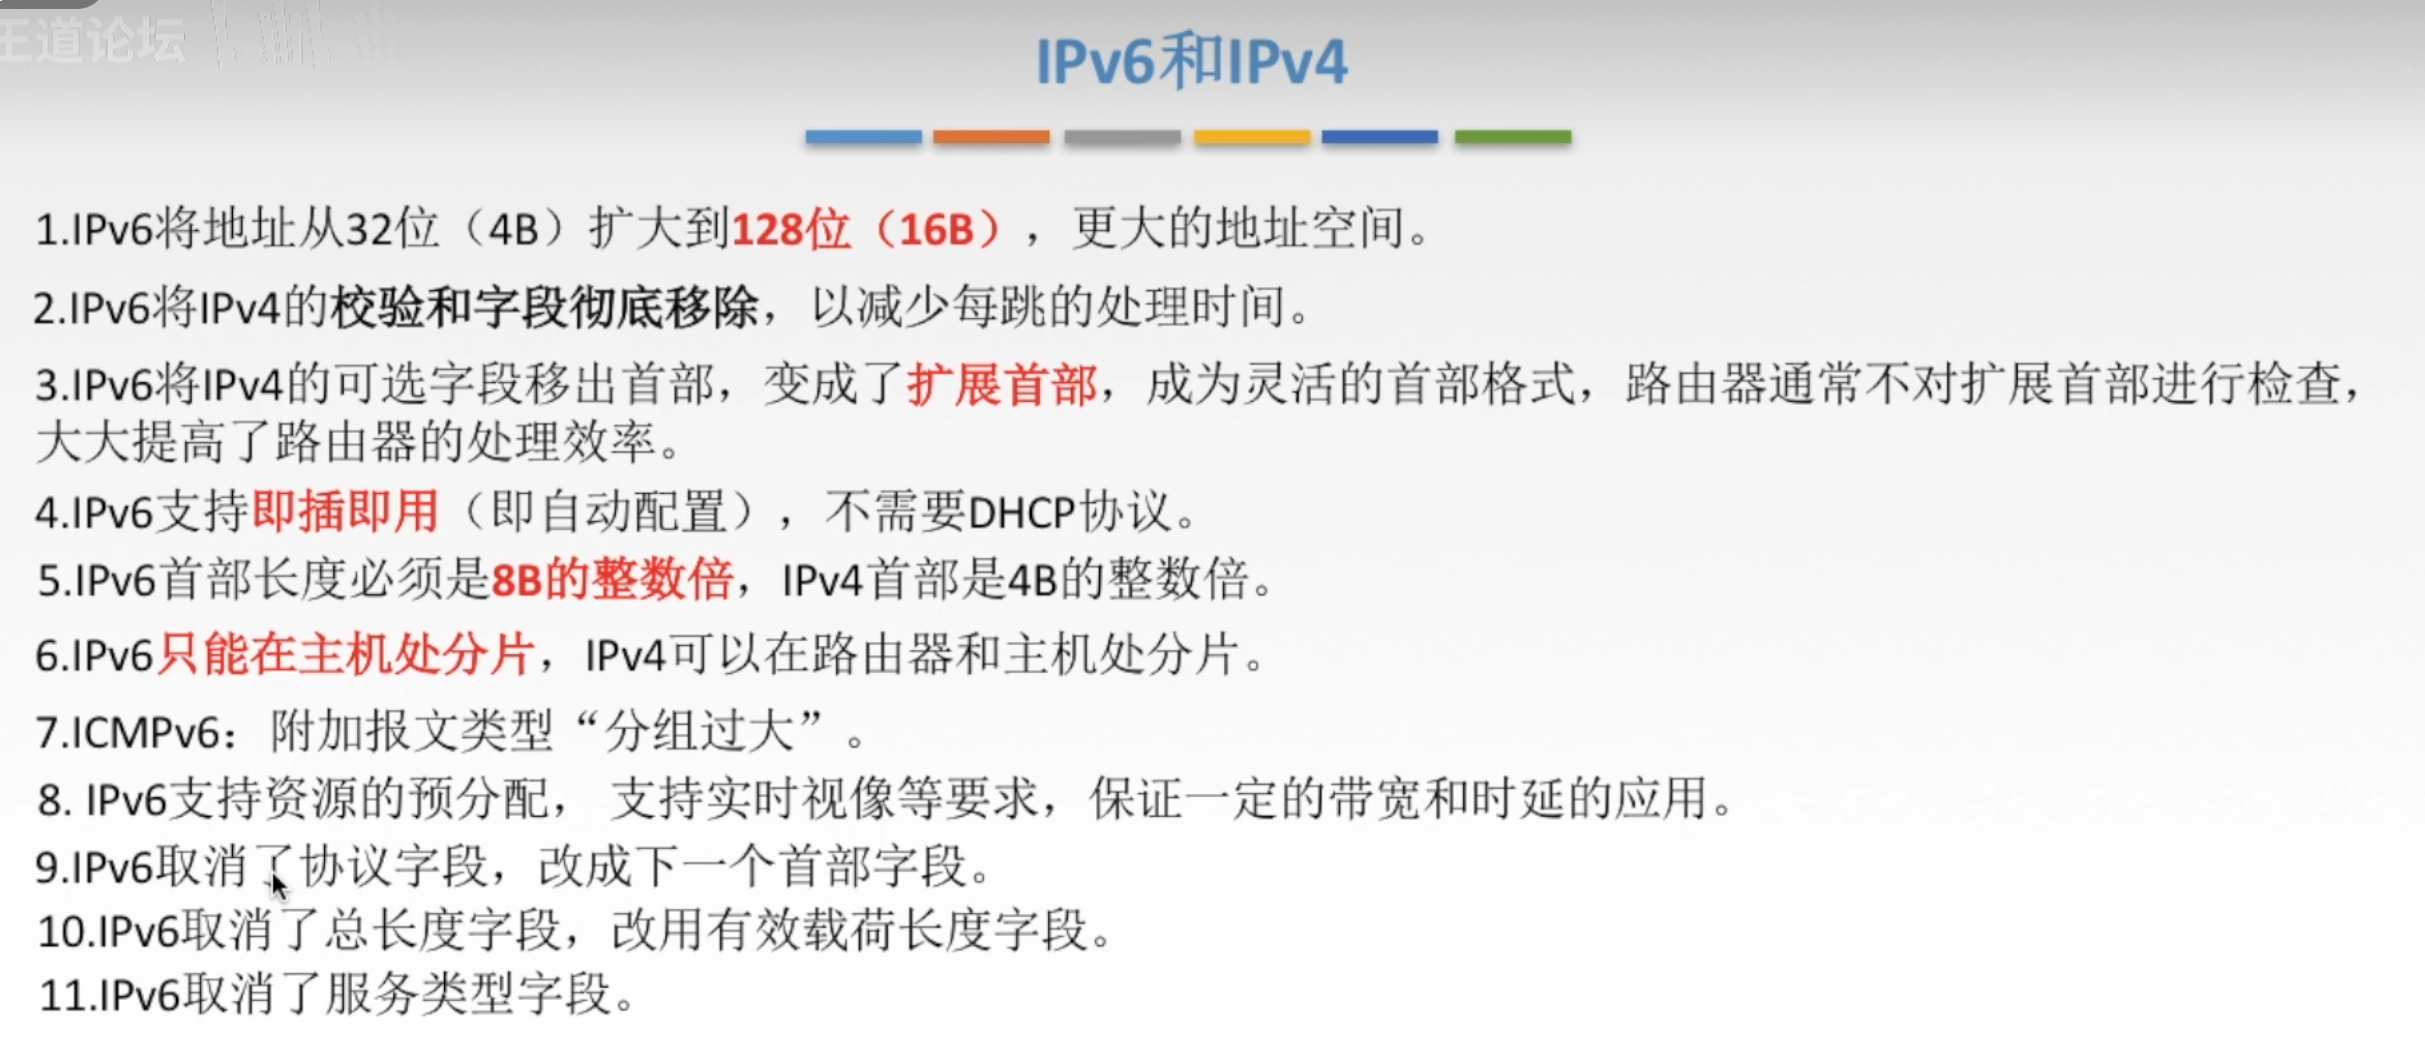 王道论坛
IPv6和IPv4
1.IPv6将地址从32位（4B）扩大到128位（16B），更大的地址空间。
2.IPv6将IPv4的校验和字段彻底移除，以减少每跳的处理时间。
3.IPv6将IPv4的可选字段移出首部，变成了扩展首部，成为灵活的首部格式，路由器通常不对扩展首部进行检查，
大大提高了路由器的处理效率。
4.IPv6支持即插即用（即自动配置），不需要DHCP协议。
5.IPv6首部长度必须是8B的整数倍，IPv4首部是4B的整数倍。
6.IPv6只能在主机处分片，IPv4可以在路由器和主机处分片。
7.ICMPv6：附加报文类型“分组过大”。
8. IPv6支持资源的预分配， 支持实时视像等要求，保证一定的带宽和时延的应用。
9.IPv6取消了协议字段，改成下一个首部字段。
10.IPv6取消了总长度字段，改用有效载荷长度字段。
11.IPv6取消了服务类型字段。